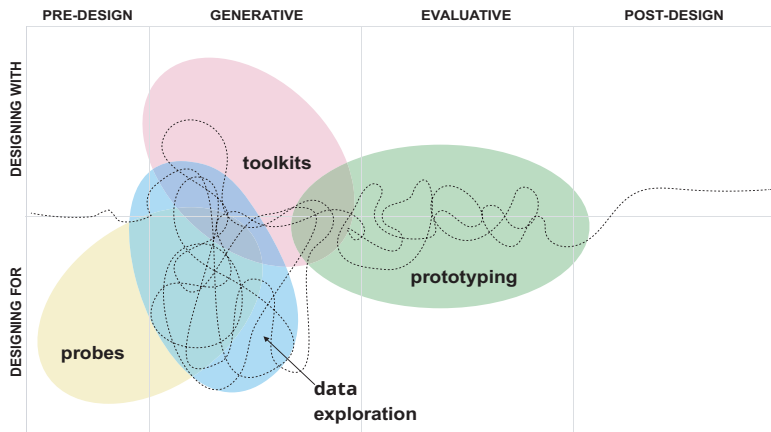 PRE-DESIGN
GENERATIVE
EVALUATIVE
POST-DESIGN
DESIGNING WITH
toolkits
DESIGNING FOR
prototyping
probes
data
exploration